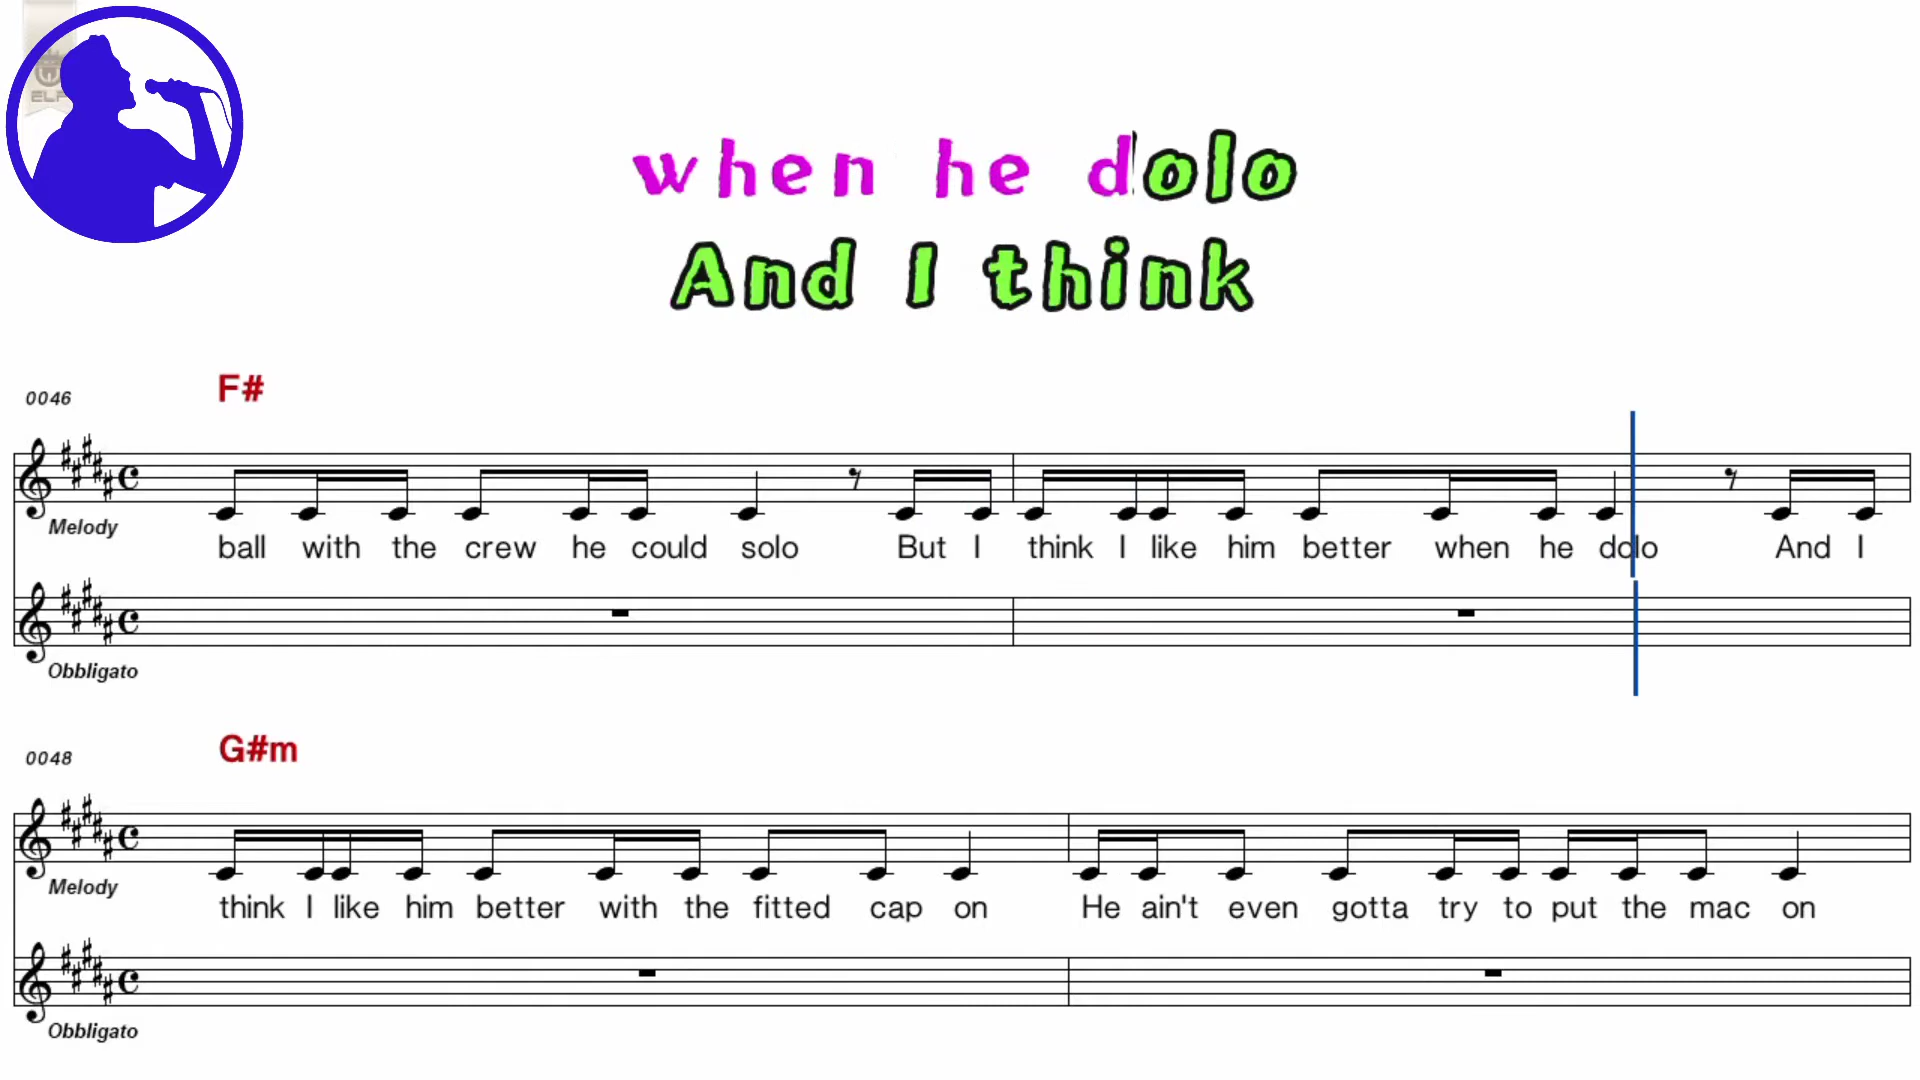 ELF
when he dolo
And I think
F#
0046
Melody
ball with the crew he could solo But I think I like him better when he dolo And I
Obbligato
G#m
0048
Melody
think I like him better with the fitted cap on He ain't even gotta try to put the mac on
Obbligato